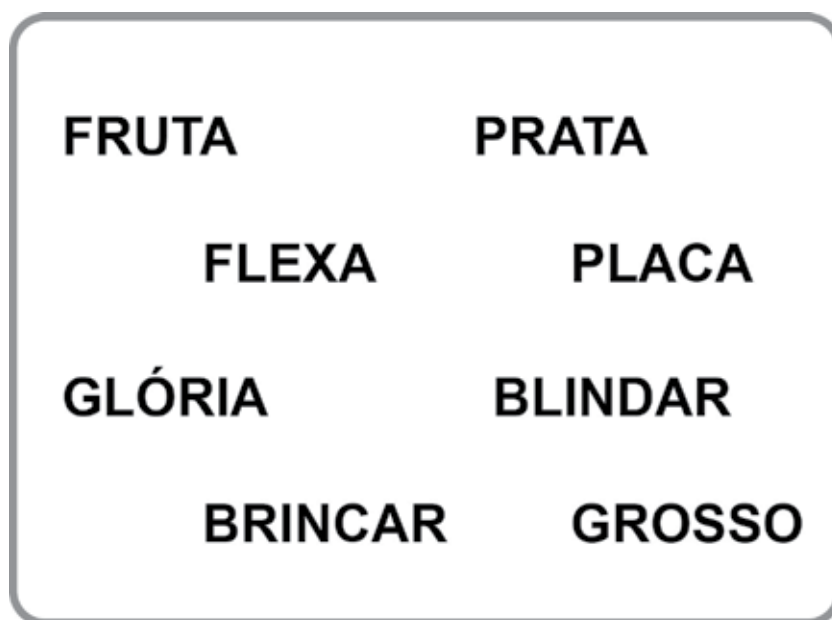 FRUTA PRATA
FLEXA PLACA
GLÓRIA BLINDAR
BRINCAR GROSSO